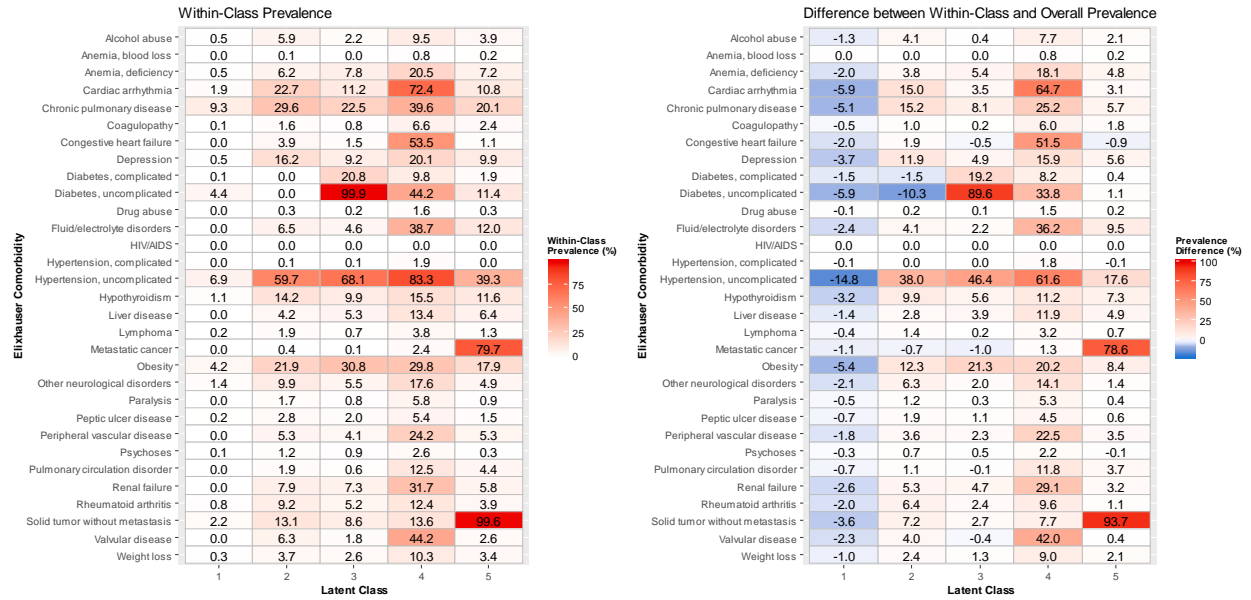 Within-Class Prevalence
Alcohol abuse 0.5 5.9 2.2 9.5 3.9
Anemia, blood loss 0.0 0.1 0.0 0.8 0.2
Anemia, deficiency 0.5 6.2 7.8 20.5 7.2
Cardiac arrhythmia 1.9 22.7 11.2 72.4 10.8
Chronic pulmonary disease 9.3 29.6 22.5 39.6 20.1
Coagulopathy 0.1 1.6 0.8 6.6 2.4
Congestive heart failure 0.0 3.9 1.5 53.5 1.1
Depression 0.5 16.2 9.2 20.1 9.9
Diabetes, complicated 0.1 0.0 20.8 9.8 1.9
Diabetes, uncomplicated 4.4 0.0 99.9 44.2 11.4
Drug abuse 0.0 0.3 0.2 1.6 0.3
Fluid/electrolyte disorders 0.0 6.5 4.6 38.7 12.0
HIV/AIDS 0.0 0.0 0.0 0.0 0.0
Hypertension, complicated 0.0 0.1 0.1 1.9 0.0
Hypertension, uncomplicated 6.9 59.7 68.1 83.3 39.3
Hypothyroidism 1.1 14.2 9.9 15.5 11.6
Liver disease 0.0 4.2 5.3 13.4 6.4
Lymphoma 0.2 1.9 0.7 3.8 1.3
Metastatic cancer 0.0 0.4 0.1 2.4 79.7
Obesity 4.2 21.9 30.8 29.8 17.9
Other neurological disorders 1.4 9.9 5.5 17.6 4.9
Paralysis 0.0 1.7 0.8 5.8 0.9
Peptic ulcer disease 0.2 2.8 2.0 5.4 1.5
Peripheral vascular disease 0.0 5.3 4.1 24.2 5.3
Psychoses 0.1 1.2 0.9 2.6 0.3
Pulmonary circulation disorder 0.0 1.9 0.6 12.5 4.4
Renal failure 0.0 7.9 7.3 31.7 5.8
Rheumatoid arthritis 0.8 9.2 5.2 12.4 3.9
Solid tumor without metastasis 2.2 13.1 8.6 13.6 99.6
Valvular disease 0.0 6.3 1.8 44.2 2.6
Weight loss 0.3 3.7 2.6 10.3 3.4
1 2 3 4 5
Latent Class
Elixhauser Comorbidity
Within-Class
Prevalence (%)
75
50
25
0
Difference between Within-Class and Overall Prevalence
Alcohol abuse -1.3 4.1 0.4 7.7 2.1
Anemia, blood loss 0.0 0.0 0.0 0.8 0.2
Anemia, deficiency -2.0 3.8 5.4 18.1 4.8
Cardiac arrhythmia -5.9 15.0 3.5 64.7 3.1
Chronic pulmonary disease -5.1 15.2 8.1 25.2 5.7
Coagulopathy -0.5 1.0 0.2 6.0 1.8
Congestive heart failure -2.0 1.9 -0.5 51.5 -0.9
Depression -3.7 11.9 4.9 15.9 5.6
Diabetes, complicated -1.5 -1.5 19.2 8.2 0.4
Diabetes, uncomplicated -5.9 -10.3 89.6 33.8 1.1
Drug abuse -0.1 0.2 0.1 1.5 0.2
Fluid/electrolyte disorders -2.4 4.1 2.2 36.2 9.5
HIV/AIDS 0.0 0.0 0.0 0.0 0.0
Hypertension, complicated -0.1 0.0 0.0 1.8 -0.1
Hypertension, uncomplicated -14.8 38.0 46.4 61.6 17.6
Hypothyroidism -3.2 9.9 5.6 11.2 7.3
Liver disease -1.4 2.8 3.9 11.9 4.9
Lymphoma -0.4 1.4 0.2 3.2 0.7
Metastatic cancer -1.1 -0.7 -1.0 1.3 78.6
Obesity -5.4 12.3 21.3 20.2 8.4
Other neurological disorders -2.1 6.3 2.0 14.1 1.4
Paralysis -0.5 1.2 0.3 5.3 0.4
Peptic ulcer disease -0.7 1.9 1.1 4.5 0.6
Peripheral vascular disease -1.8 3.6 2.3 22.5 3.5
Psychoses -0.3 0.7 0.5 2.2 -0.1
Pulmonary circulation disorder -0.7 1.1 -0.1 11.8 3.7
Renal failure -2.6 5.3 4.7 29.1 3.2
Rheumatoid arthritis -2.0 6.4 2.4 9.6 1.1
Solid tumor without metastasis -3.6 7.2 2.7 7.7 93.7
Valvular disease -2.3 4.0 -0.4 42.0 0.4
Weight loss -1.0 2.4 1.3 9.0 2.1
1 2 3 4 5
Latent Class
Elixhauser Comorbidity
Prevalence
Difference (%)
100
75
50
25
0